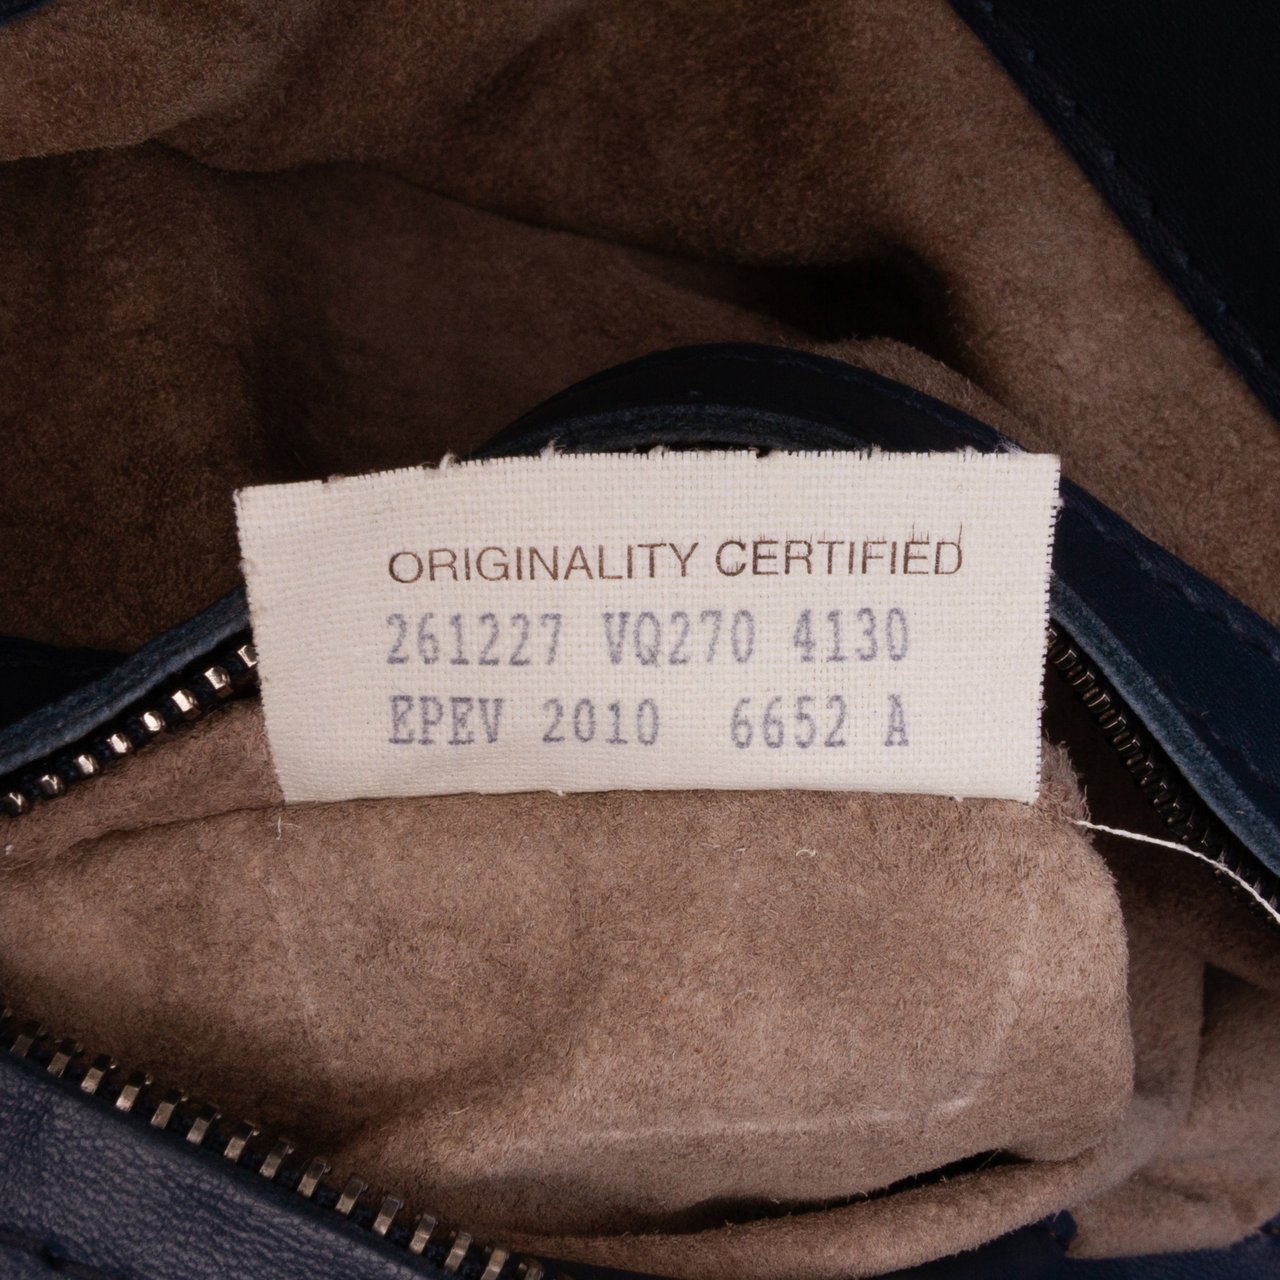 ORIGINALITY CERTIFIED
261227 VQ270 4130
EPEV 2010 6652 A